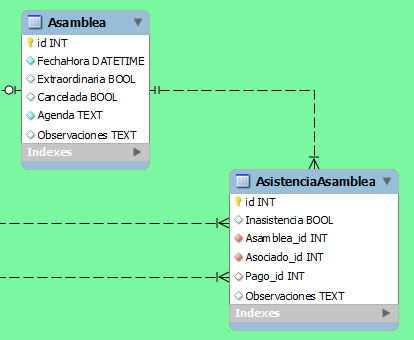 Asamblea
id INT
FechaHora DATETIME
Extraordinaria BOOL
Cancelada BOOL
Agenda TEXT
Observaciones TEXT
Indexes
AsistenciaAsamblea
id INT
Inasistencia BOOL
Asamblea_id INT
Asociado_id INT
Pago_id INT
Observaciones TEXT
Indexes